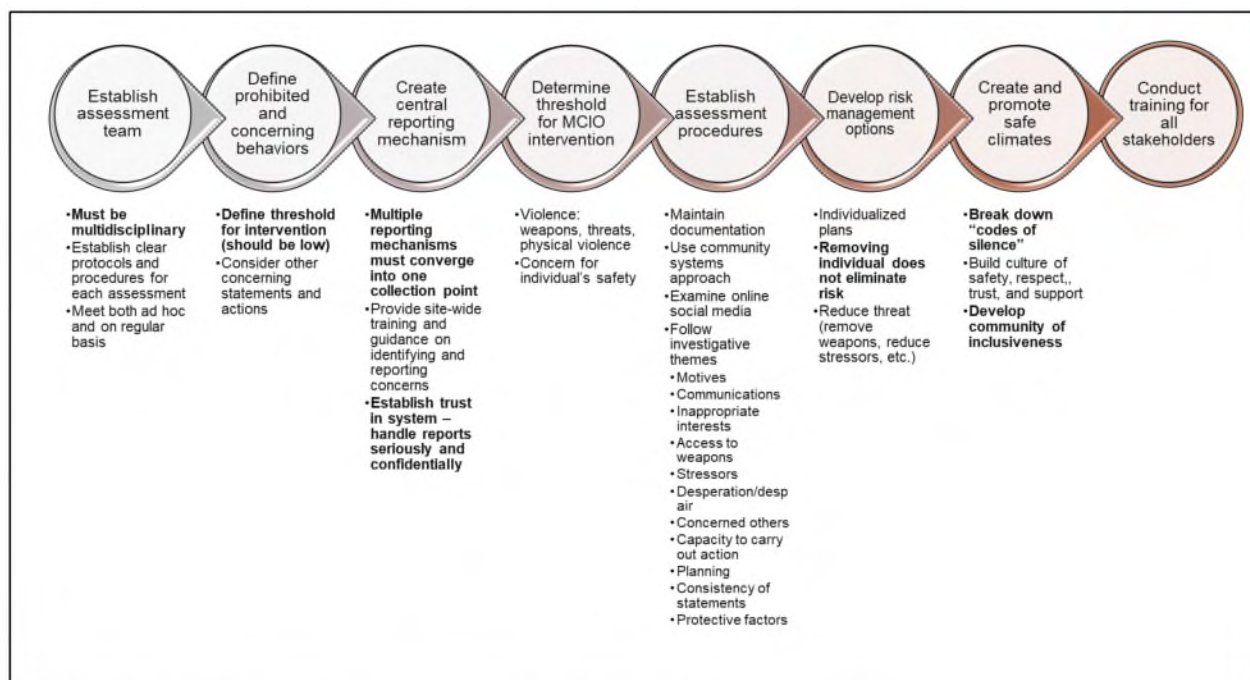 Establish
assessment
team
Define
prohibited
and
concerning
behaviors
Create
central
reporting
mechanism
Determine
threshold
for MCIO
intervention
Establish
assessment
procedures
Develop risk
management
options
Create and
promote
safe
climates
Conduct
training for
all
stakeholders
•Must be
multidisciplinary
•Establish clear
protocols and
procedures for
each assessment
•Meet both ad hoc
and on regular
basis
•Define threshold
for intervention
(should be low)
•Consider other
concerning
statements and
actions
•Multiple
reporting
mechanisms
must converge
into one
collection point
•Provide site-wide
training and
guidance on
identifying and
reporting
concerns
•Establish trust
in system –
handle reports
seriously and
confidentially
•Violence:
weapons, threats,
physical violence
•Concern for
individual's safety
•Maintain
documentation
•Use community
systems
approach
•Examine online
social media
•Follow
investigative
themes
•Motives
•Communications
•Inappropriate
interests
•Access to
weapons
•Stressors
•Desperation/desp
air
•Concerned others
•Capacity to carry
out action
•Planning
•Consistency of
statements
•Protective factors
•Individualized
plans
•Removing
individual does
not eliminate
risk
•Reduce threat
(remove
weapons, reduce
stressors, etc.)
•Break down
"codes of
silence"
•Build culture of
safety, respect,,
trust, and support
•Develop
community of
inclusiveness